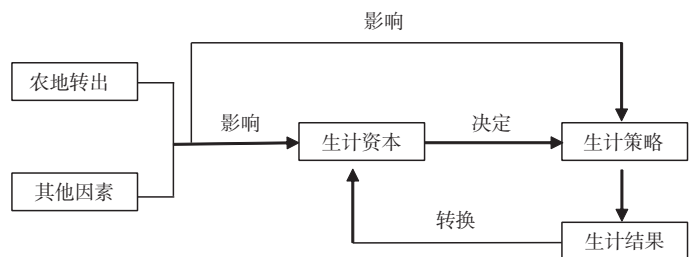 影响
农地转出
影响
生计资本
决定
生计策略
其他因素
转换
生计结果